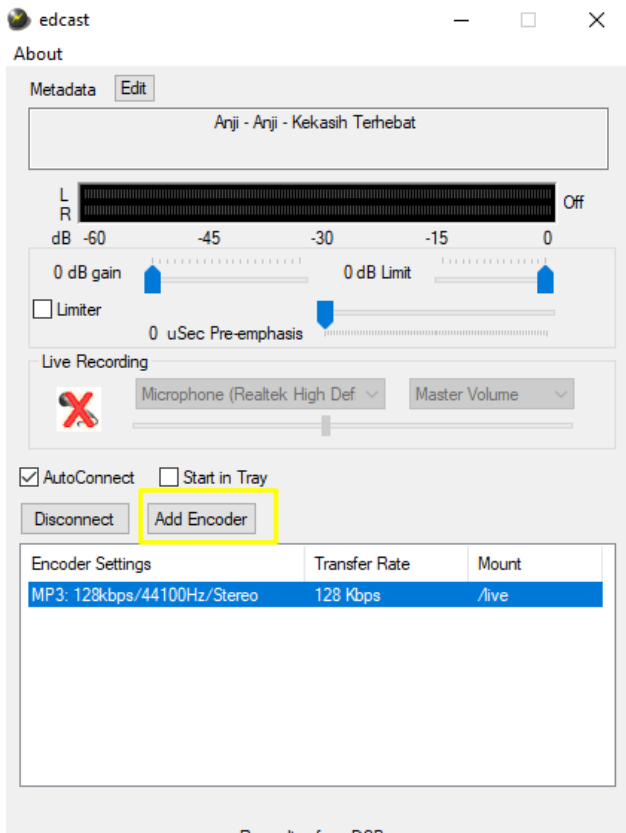 edcast
About
Metadata Edit
Anji - Anji - Kekasih Terhebat
L
R
Off
dB -60 -45 -30 -15 0
0 dB gain 0 dB Limit
Limiter
0 uSec Pre-emphasis
Live Recording
Microphone (Realtek High Def Master Volume
AutoConnect Start in Tray
Disconnect Add Encoder
Encoder Settings Transfer Rate Mount
MP3: 128kbps/44100Hz/Stereo 128 Kbps /live